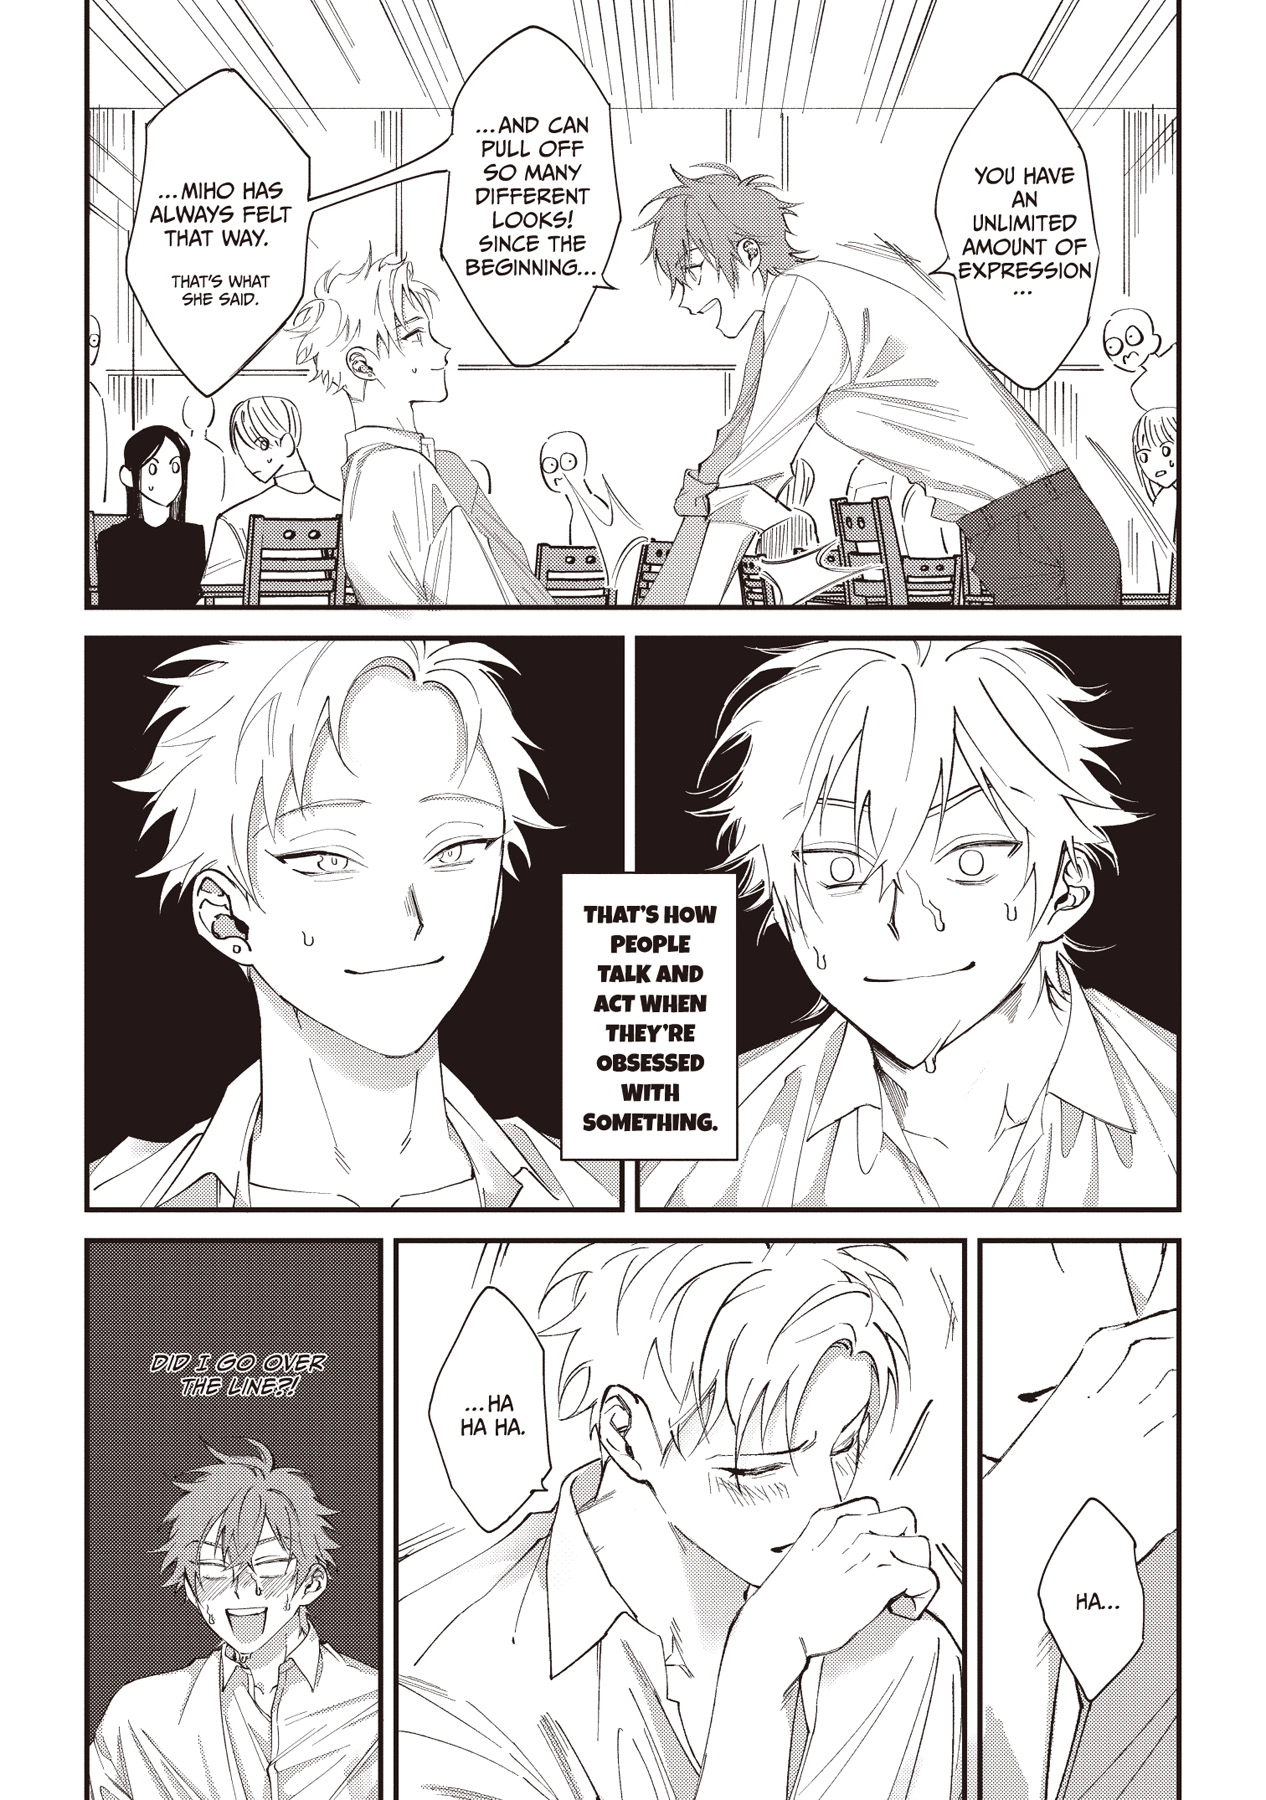 YOU HAVE
AN
UNLIMITED
AMOUNT OF
EXPRESSION
...
...AND CAN
PULL OFF
SO MANY
DIFFERENT
LOOKS!
SINCE THE
BEGINNING...
...MIHO HAS
ALWAYS FELT
THAT WAY.
THAT'S WHAT
SHE SAID.
THAT'S HOW
PEOPLE
TALK AND
ACT WHEN
THEY'RE
OBSESSED
WITH
SOMETHING.
HA...
...HA
HA HA.
DID I GO OVER
THE LINE?!